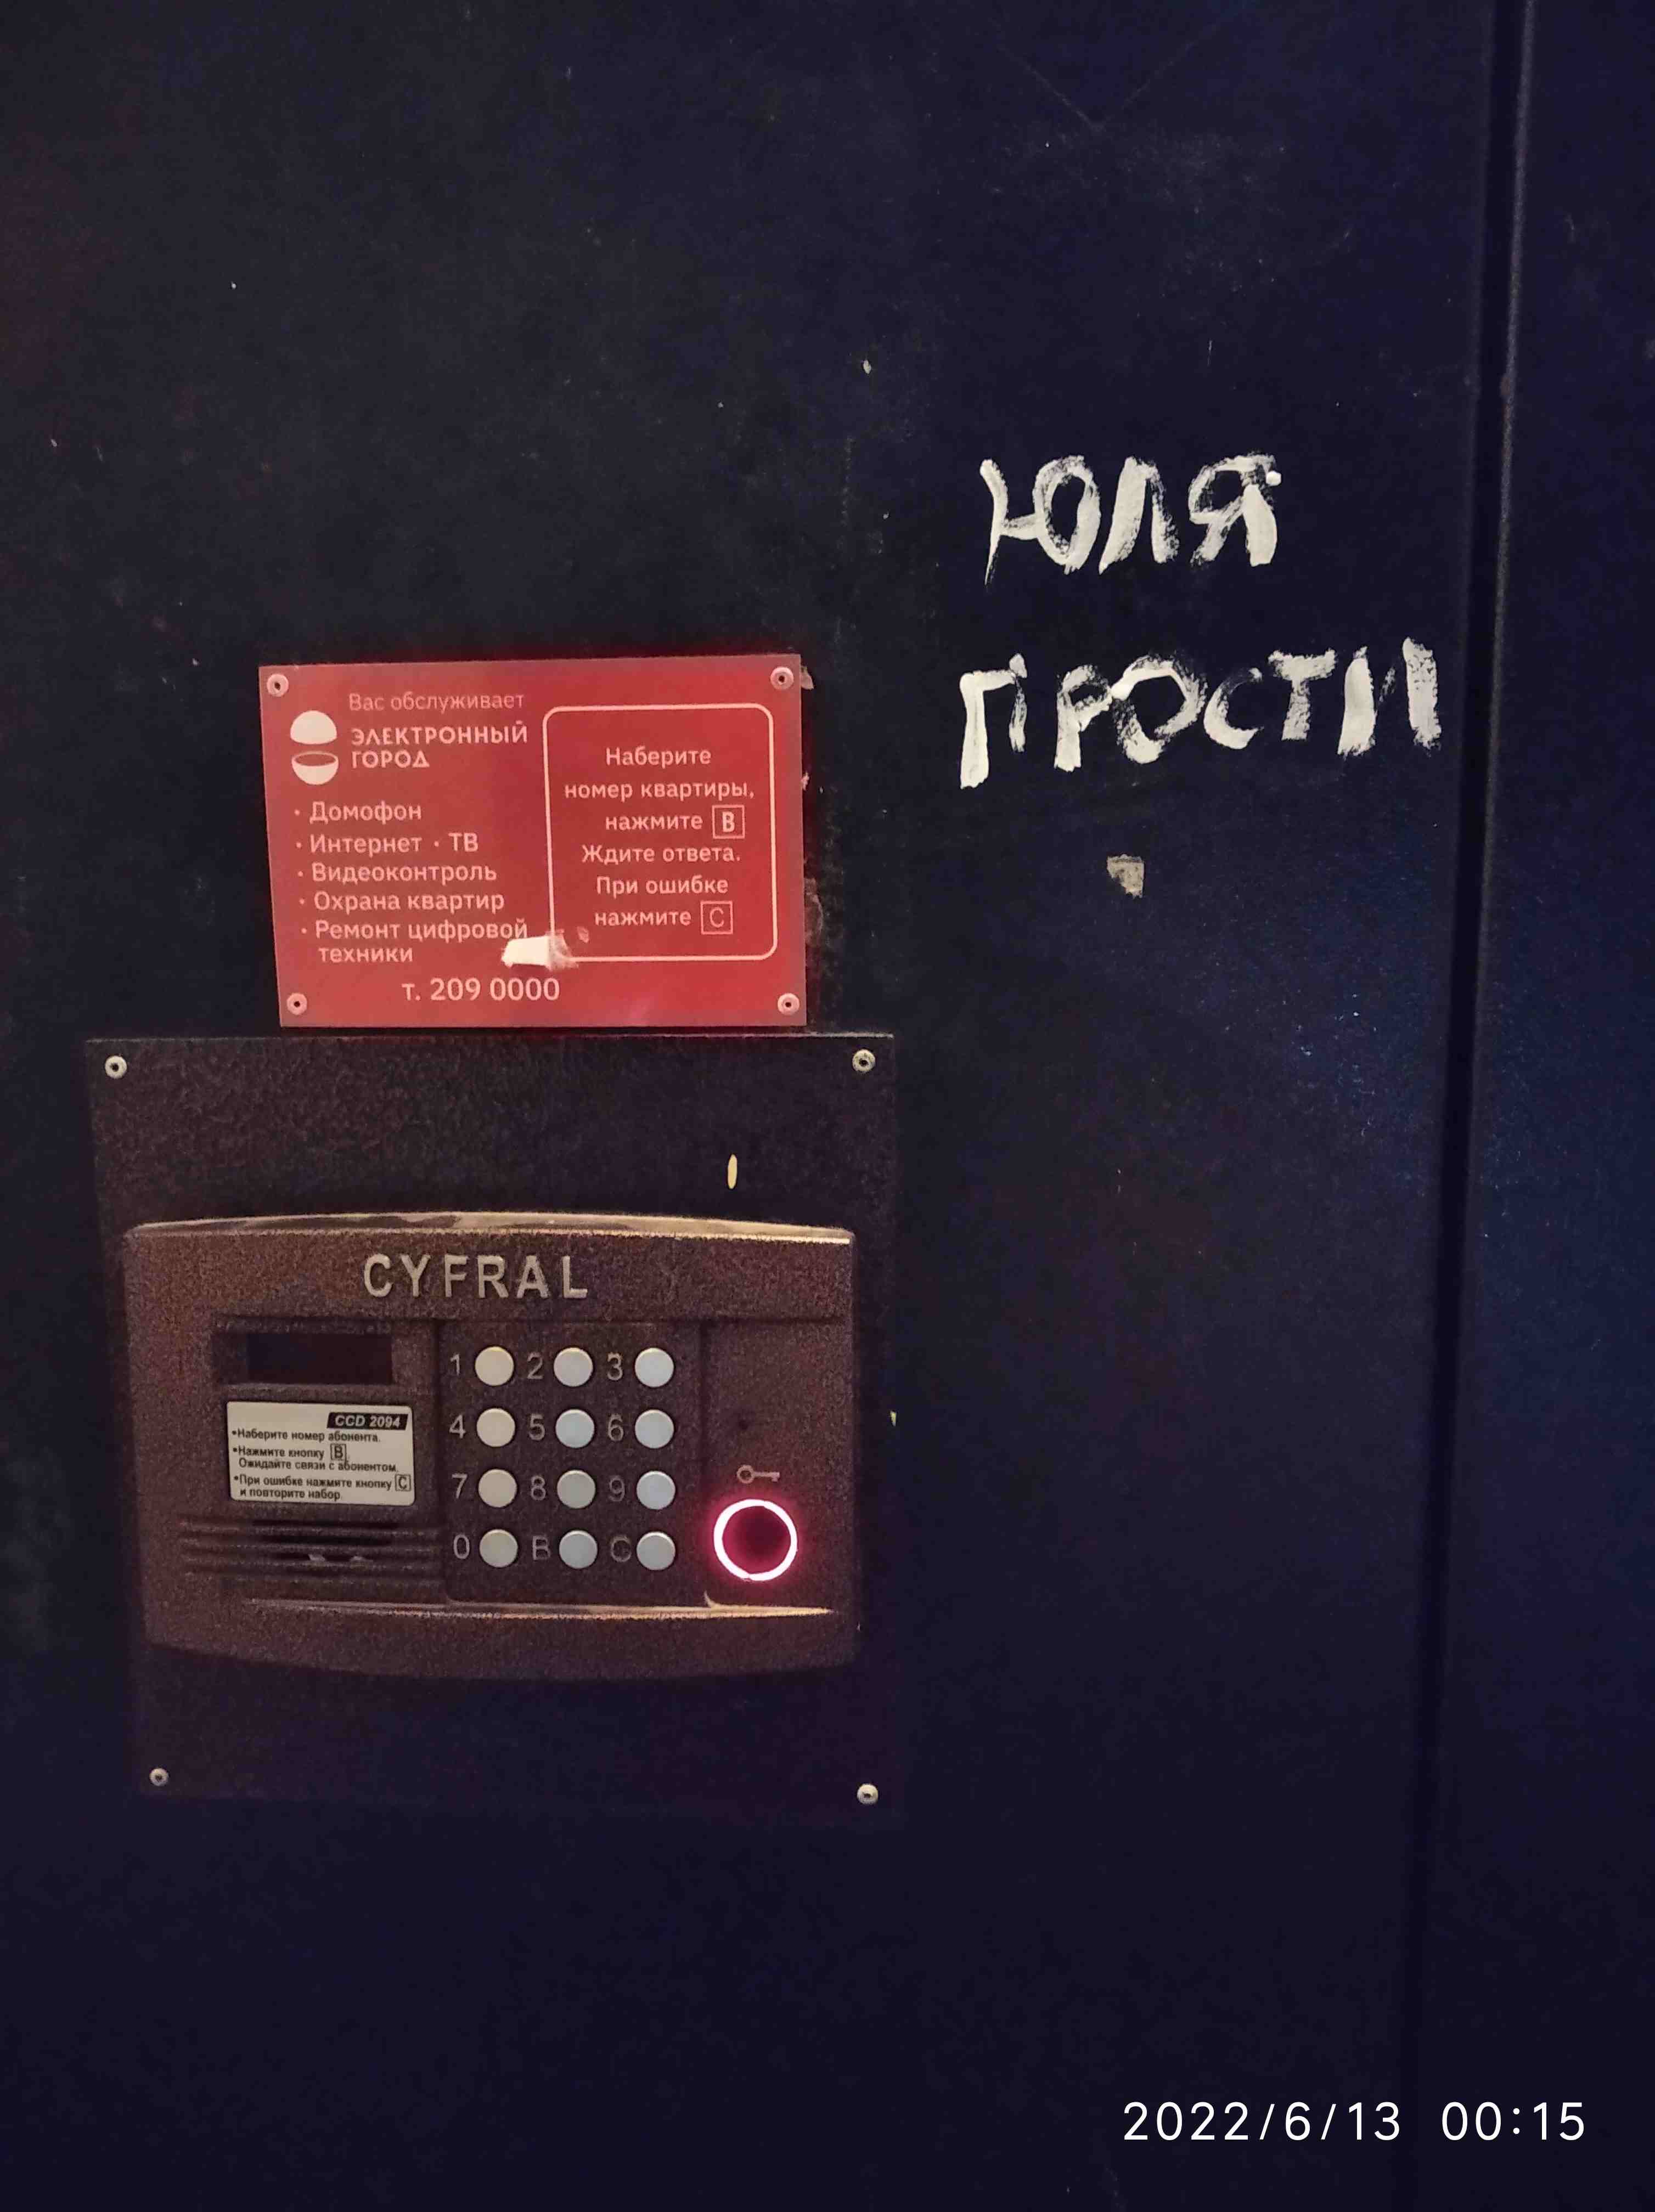 ЮЛЯ
ПРОСТИ
Вас обслуживает
ЭЛЕКТРОННЫЙ
ГОРОД
• Домофон
• Интернет • ТВ
• Видеоконтроль
• Охрана квартир
• Ремонт цифровой
техники
т. 209 0000
Наберите
номер квартиры,
нажмите B
Ждите ответа.
При ошибке
нажмите C
CYFRAL
CCD 2094
•Наберите номер абонента.
•Нажмите кнопку B
Ожидайте связи с абонентом.
•При ошибке нажмите кнопку C
и повторите набор.
1 2 3
4 5 6
7 8 9
0 B C
2022/6/13 00:15